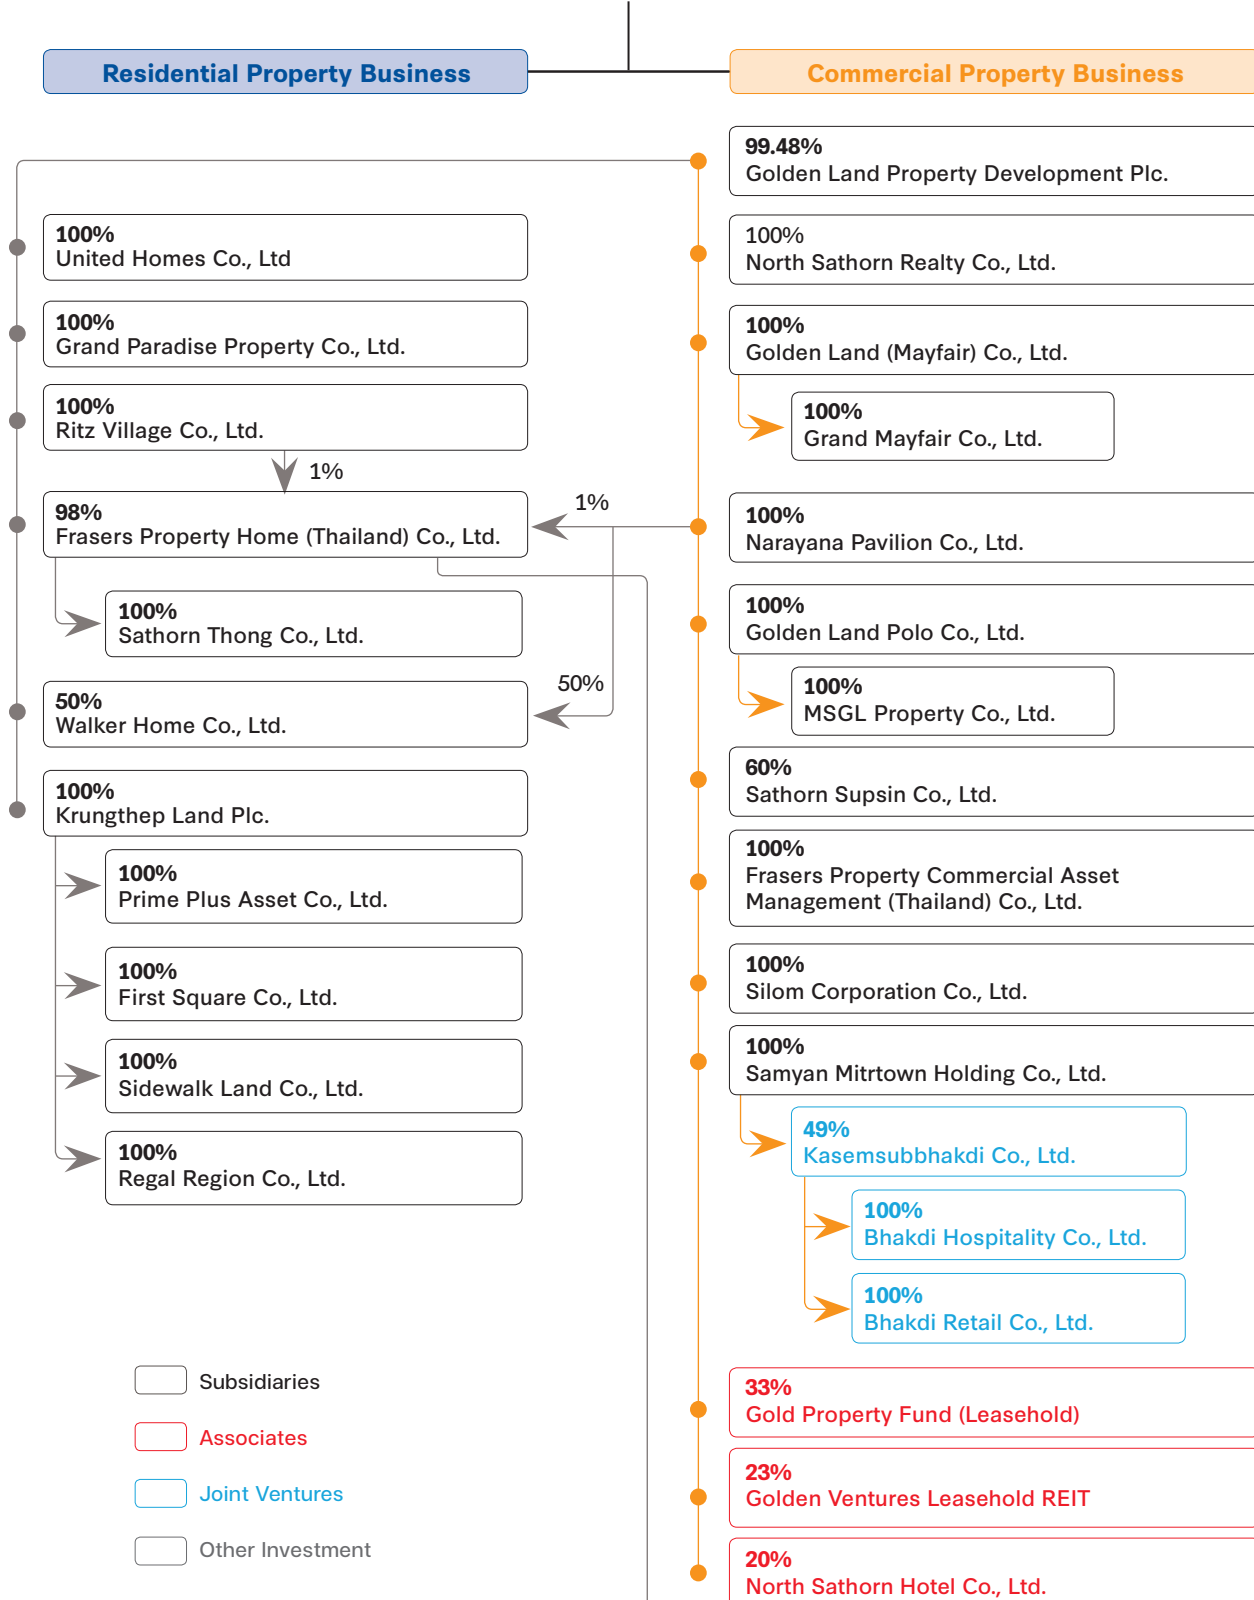 Residential Property Business
Commercial Property Business
100%
United Homes Co., Ltd
100%
Grand Paradise Property Co., Ltd.
100%
Ritz Village Co., Ltd.
1%
98%
Frasers Property Home (Thailand) Co., Ltd.
1%
100%
Sathorn Thong Co., Ltd.
50%
50%
Walker Home Co., Ltd.
100%
Krungthep Land Plc.
100%
Prime Plus Asset Co., Ltd.
100%
First Square Co., Ltd.
100%
Sidewalk Land Co., Ltd.
100%
Regal Region Co., Ltd.
99.48%
Golden Land Property Development Plc.
100%
North Sathorn Realty Co., Ltd.
100%
Golden Land (Mayfair) Co., Ltd.
100%
Grand Mayfair Co., Ltd.
100%
Narayana Pavilion Co., Ltd.
100%
Golden Land Polo Co., Ltd.
100%
MSGL Property Co., Ltd.
60%
Sathorn Supsin Co., Ltd.
100%
Frasers Property Commercial Asset
Management (Thailand) Co., Ltd.
100%
Silom Corporation Co., Ltd.
100%
Samyan Mitrtown Holding Co., Ltd.
49%
Kasemsubbhakdi Co., Ltd.
100%
Bhakdi Hospitality Co., Ltd.
100%
Bhakdi Retail Co., Ltd.
33%
Gold Property Fund (Leasehold)
23%
Golden Ventures Leasehold REIT
20%
North Sathorn Hotel Co., Ltd.
Subsidiaries
Associates
Joint Ventures
Other Investment